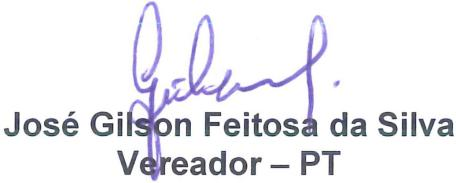 José Gilson Feitosa da Silva
Vereador – PT